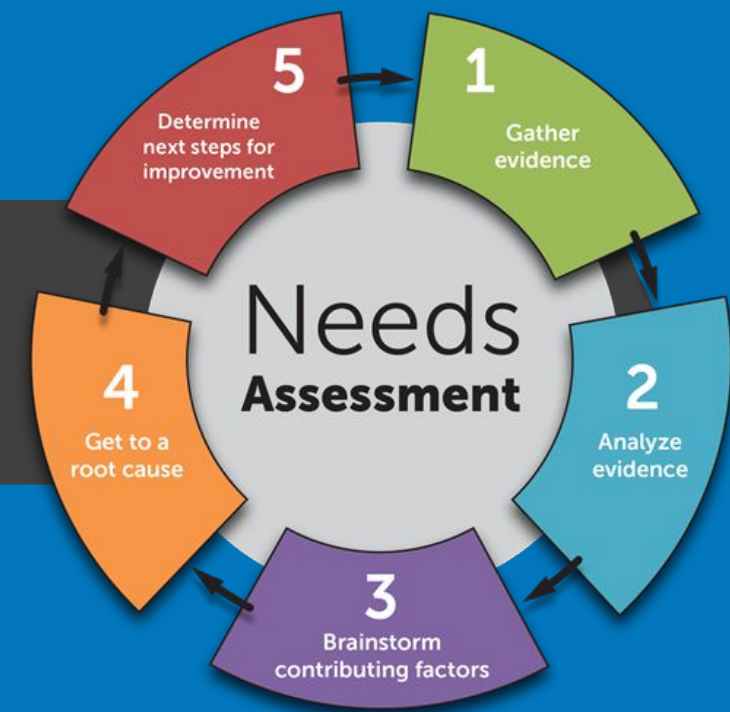 Needs
Assessment
1
Gather
evidence
2
Analyze
evidence
3
Brainstorm
contributing factors
4
Get to a
root cause
5
Determine
next steps for
improvement